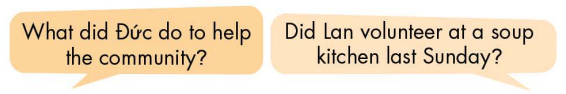 What did Đức do to help
the community?
Did Lan volunteer at a soup
kitchen last Sunday?